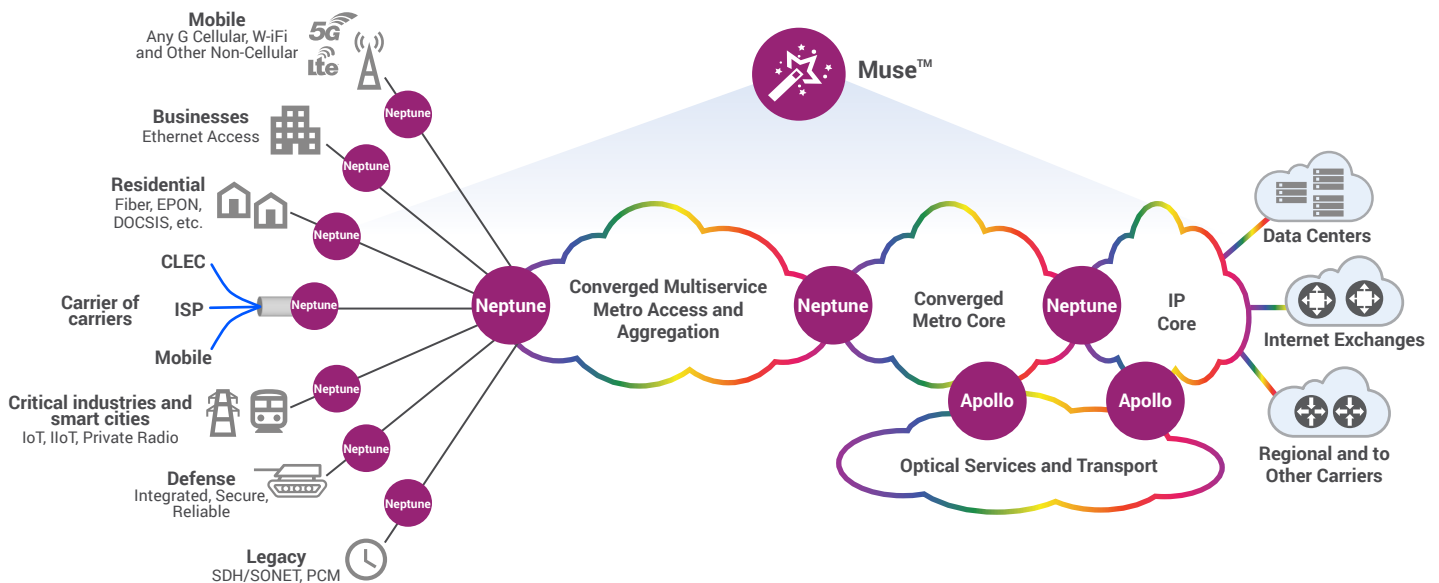 Mobile
Any G Cellular, W-iFi
and Other Non-Cellular
5G
lte
Neptune
Businesses
Ethernet Access
Neptune
Residential
Fiber, EPON,
DOCSIS, etc.
Neptune
CLEC
Carrier of
carriers
ISP
Mobile
Neptune
Critical industries and
smart cities
IoT, IIoT, Private Radio
Neptune
Defense
Integrated, Secure,
Reliable
Neptune
Legacy
SDH/SONET, PCM
Neptune
Muse™
Neptune
Converged Multiservice
Metro Access and
Aggregation
Neptune
Converged
Metro Core
Neptune
IP
Core
Apollo
Apollo
Optical Services and Transport
Data Centers
Internet Exchanges
Regional and to
Other Carriers